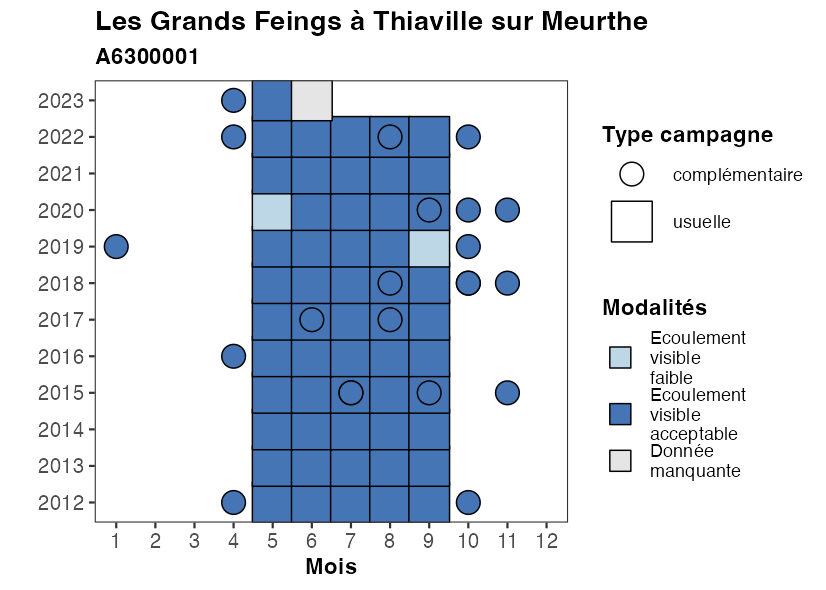 Les Grands Feings à Thiaville sur Meurthe
A6300001
2023
2022
2021
2020
2019
2018
2017
2016
2015
2014
2013
2012
1 2 3 4 5 6 7 8 9 10 11 12
Mois
Type campagne
complémentaire
usuelle
Modalités
Ecoulement
visible
faible
Ecoulement
visible
acceptable
Donnée
manquante